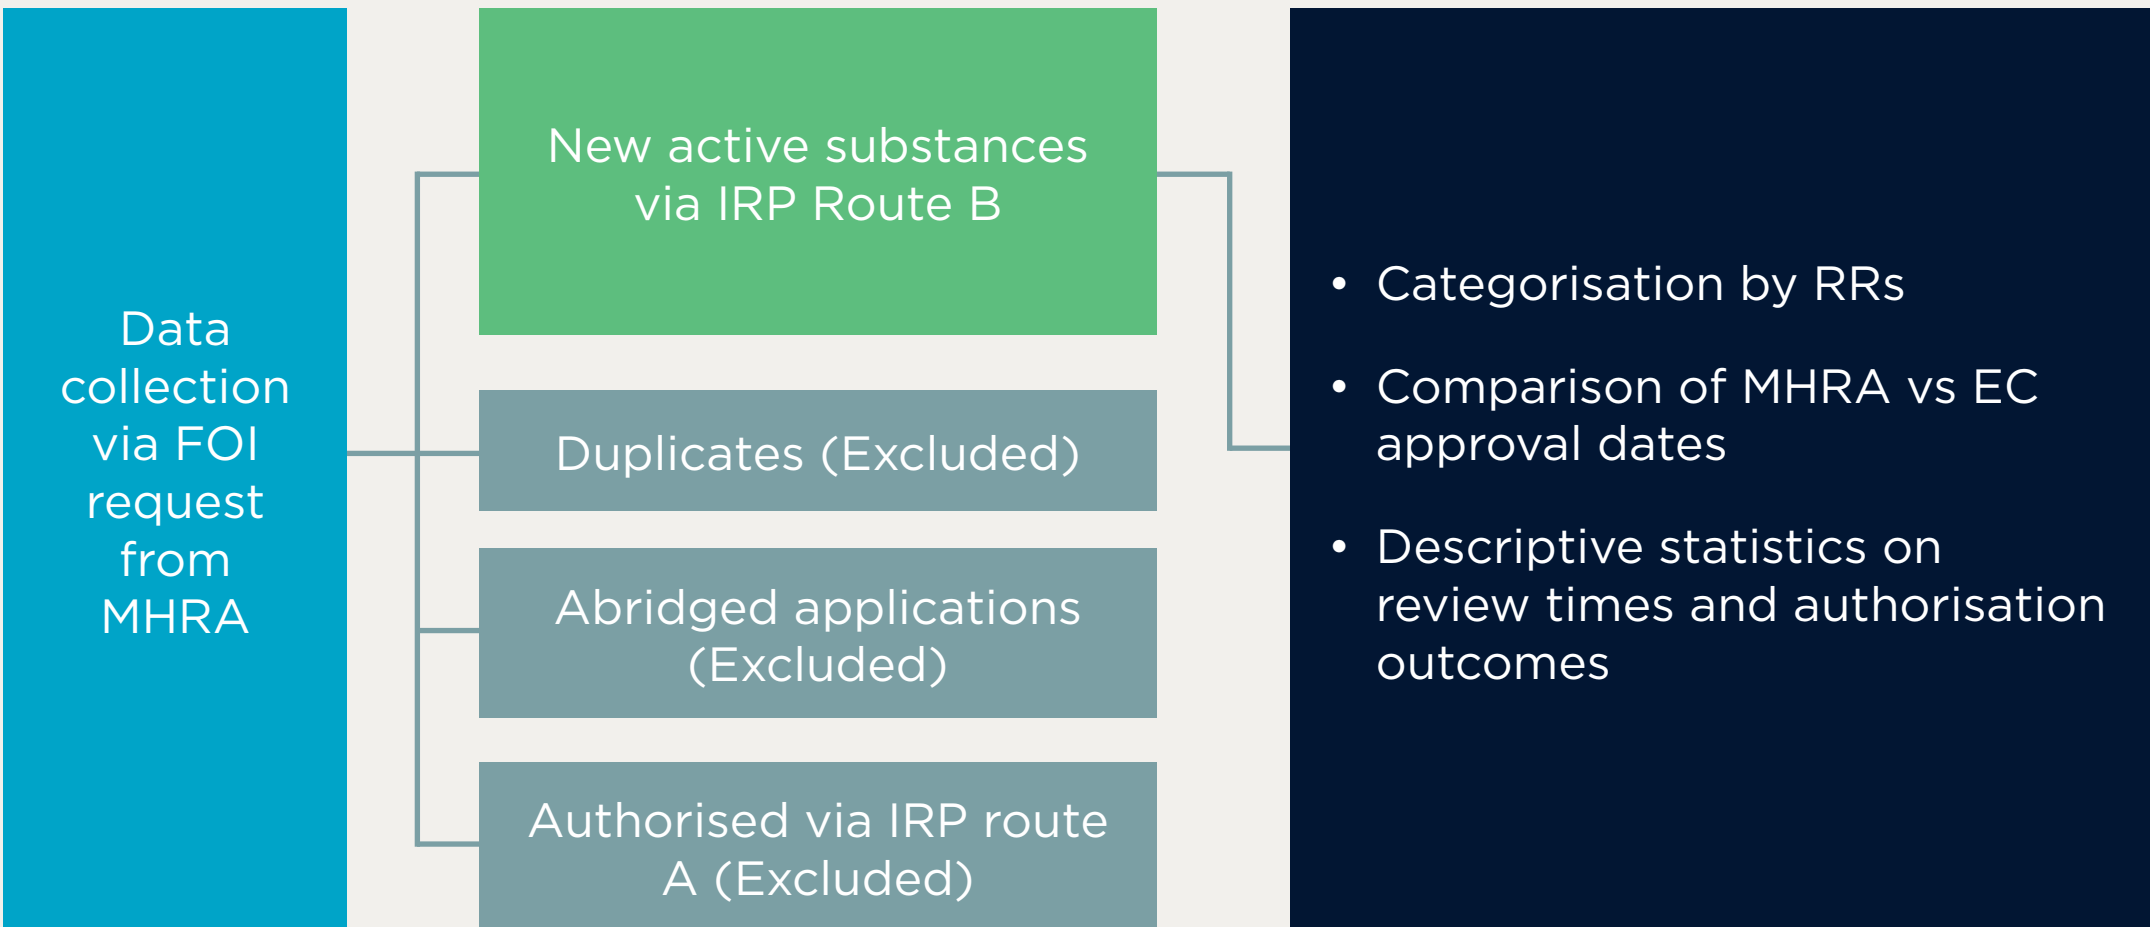 Data
collection
via FOI
request
from
MHRA
New active substances
via IRP Route B
Duplicates (Excluded)
Abridged applications
(Excluded)
Authorised via IRP route
A (Excluded)
• Categorisation by RRs
• Comparison of MHRA vs EC
approval dates
• Descriptive statistics on
review times and authorisation
outcomes